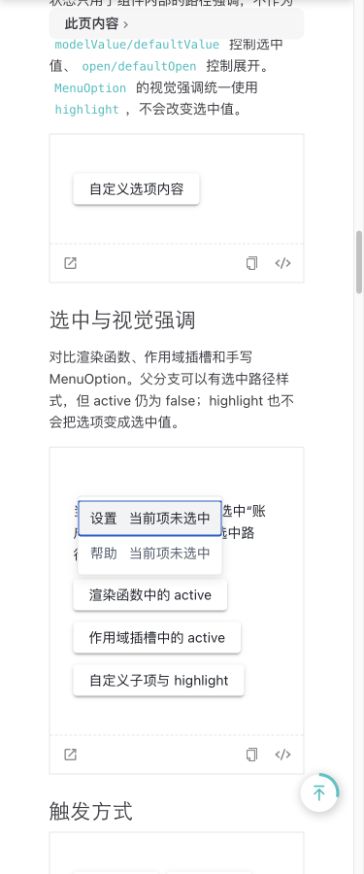 状态只用于组件内部的路径强调，不作为
此页内容 ›
modelValue/defaultValue 控制选中
值、 open/defaultOpen 控制展开。
MenuOption 的视觉强调统一使用
highlight ，不会改变选中值。
自定义选项内容
</>
选中与视觉强调
对比渲染函数、作用域插槽和手写
MenuOption。父分支可以有选中路径样
式，但 active 仍为 false；highlight 也不
会把选项变成选中值。
选中“账
设置 当前项未选中
选中路
帮助 当前项未选中
渲染函数中的 active
作用域插槽中的 active
自定义子项与 highlight
</>
触发方式